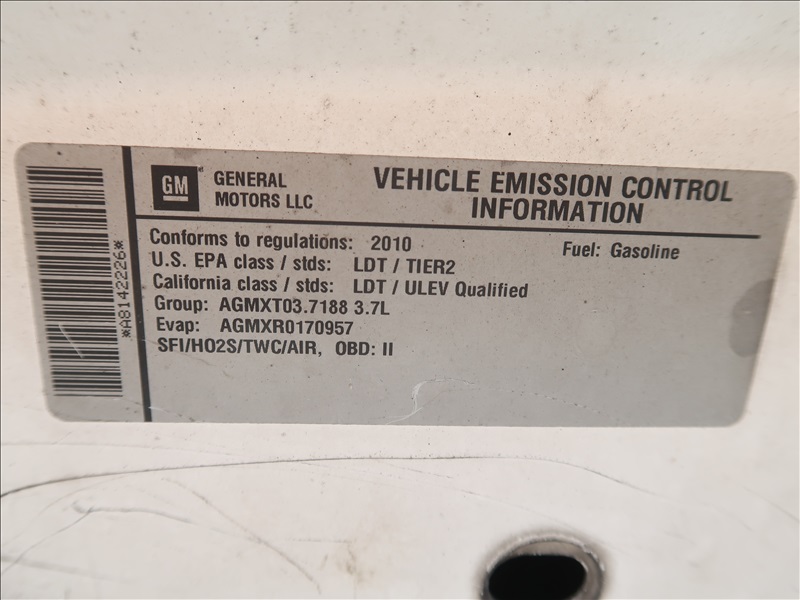 *A8142226*
GM
GENERAL
MOTORS LLC
VEHICLE EMISSION CONTROL
INFORMATION
Conforms to regulations: 2010
Fuel: Gasoline
U.S. EPA class / stds: LDT / TIER2
California class / stds: LDT / ULEV Qualified
Group: AGMXT03.7188 3.7L
Evap: AGMXR0170957
SFI/HO2S/TWC/AIR, OBD: II